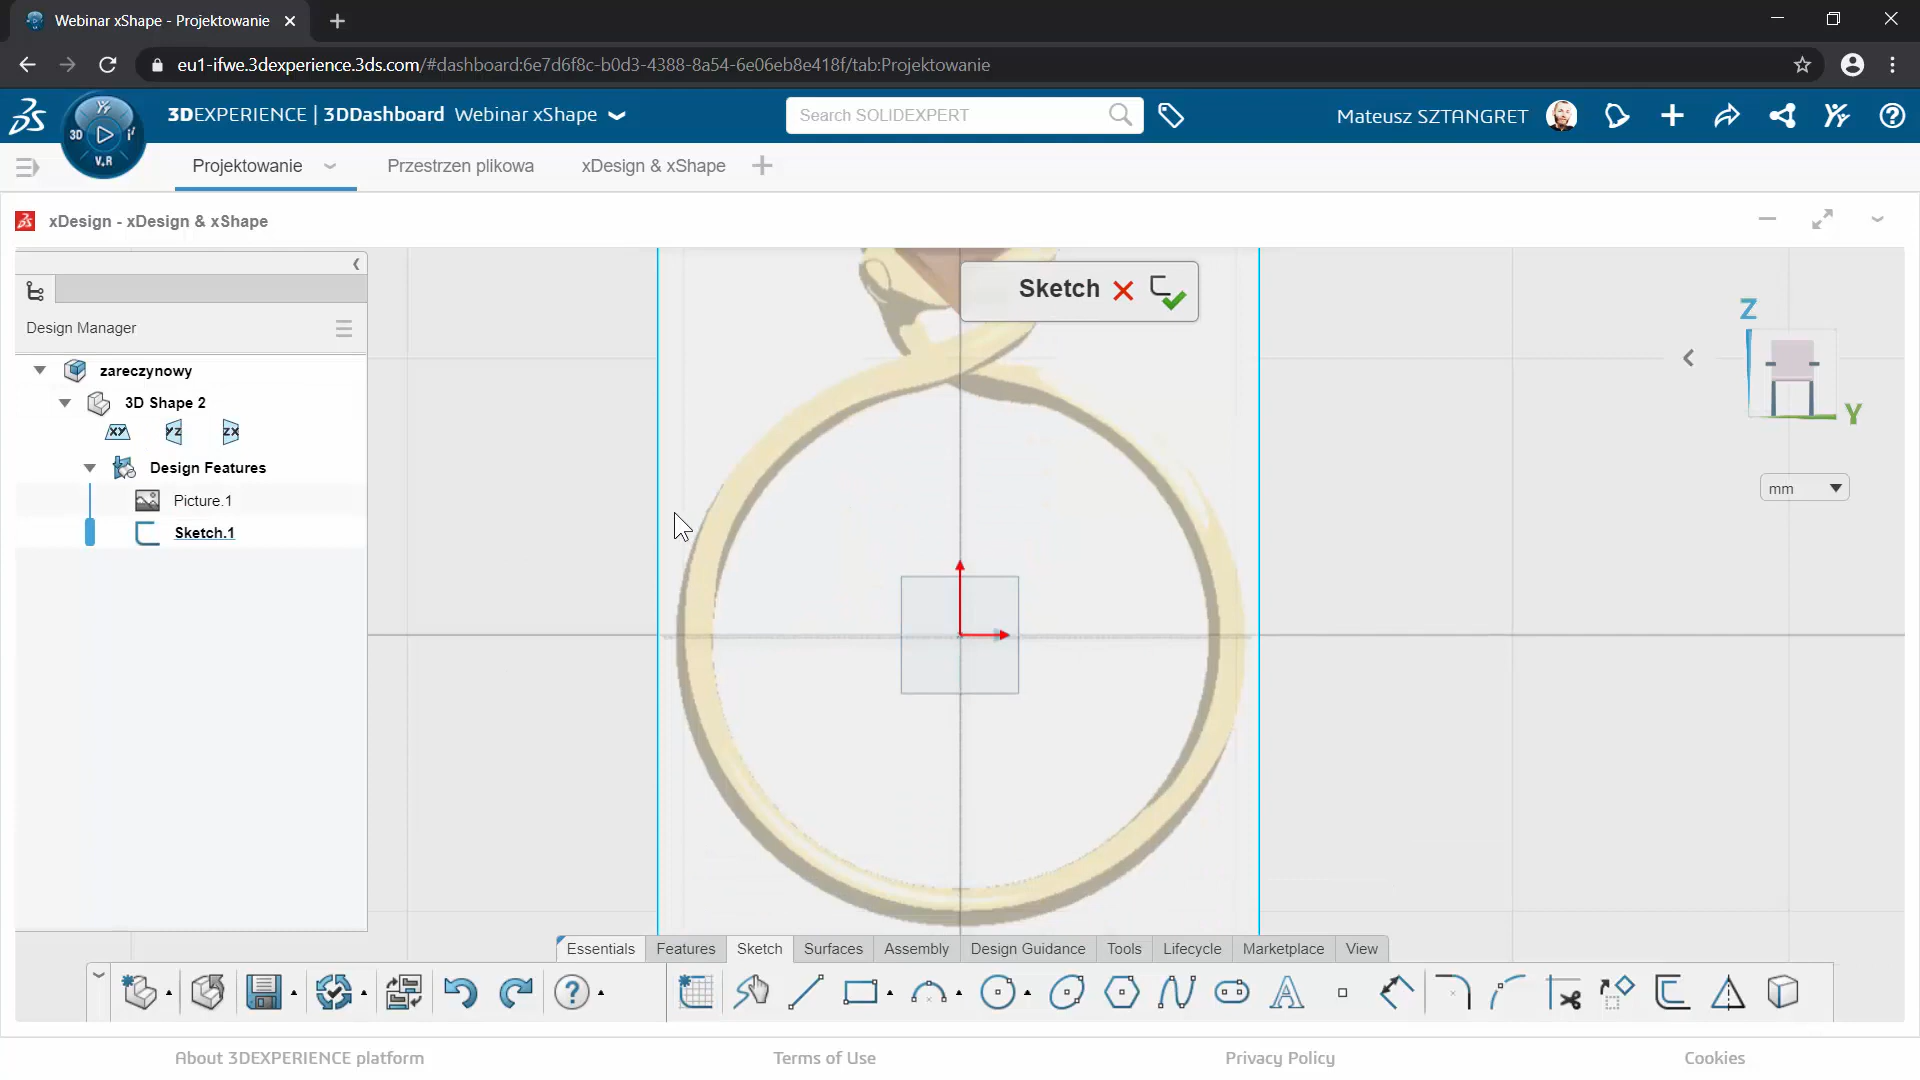 Webinar xShape - Projektowanie
eu1-ifwe.3dexperience.3ds.com/#dashboard:6e7d6f8c-b0d3-4388-8a54-6e06eb8e418f/tab:Projektowanie
3D
V.R
3DEXPERIENCE | 3DDashboard Webinar xShape
Search SOLIDEXPERT
Mateusz SZTANGRET
Projektowanie
Przestrzen plikowa
xDesign & xShape
xDesign - xDesign & xShape
Sketch
Design Manager
zareczynowy
3D Shape 2
XY
YZ
ZX
Design Features
Picture.1
Sketch.1
Z
Y
mm
Essentials
Features
Sketch
Surfaces
Assembly
Design Guidance
Tools
Lifecycle
Marketplace
View
About 3DEXPERIENCE platform
Terms of Use
Privacy Policy
Cookies